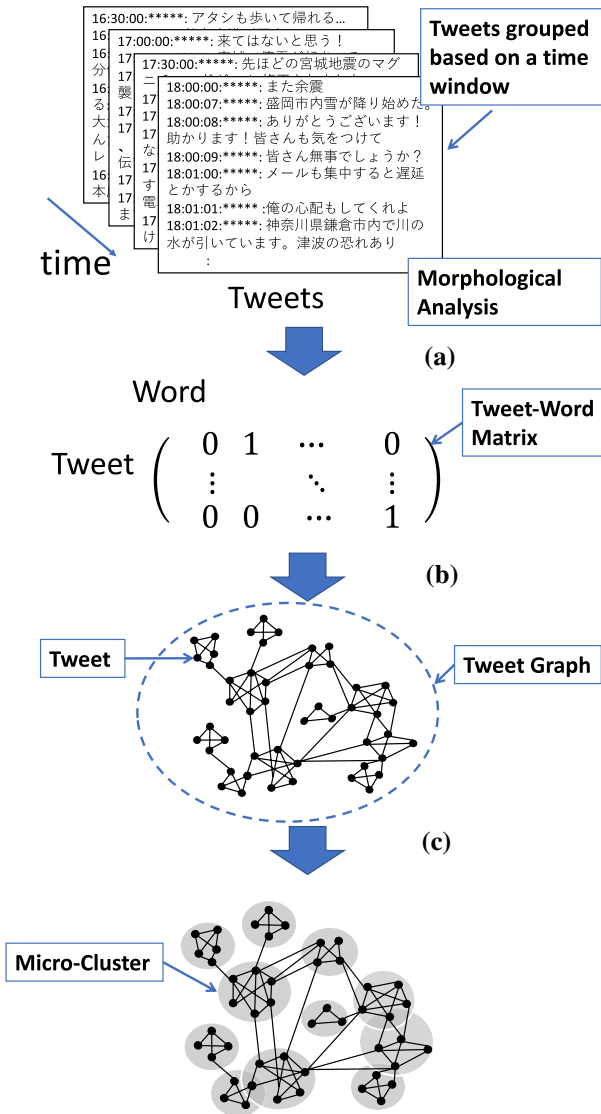 16:30:00:*****: アタシも歩いて帰れる...
17:00:00:*****: 来てはないと思う！
17:30:00:*****: 先ほどの宮城地震のマグ
18:00:00:*****: また余震
18:00:07:*****: 盛岡市内雪が降り始めた。
18:00:08:*****: ありがとうございます！
助かります！皆さんも気をつけて
18:00:09:*****: 皆さん無事でしょうか？
18:01:00:*****: メールも集中すると遅延
とかするから
18:01:01:***** :俺の心配もしてくれよ
18:01:02:*****: 神奈川県鎌倉市内で川の
水が引いています。津波の恐れあり
:
Tweets grouped
based on a time
window
time
Tweets
Morphological
Analysis
(a)
Word
Tweet
0 1 ⋯ 0
⋮ ⋱ ⋮
0 0 ⋯ 1
Tweet-Word
Matrix
(b)
Tweet
Tweet Graph
(c)
Micro-Cluster